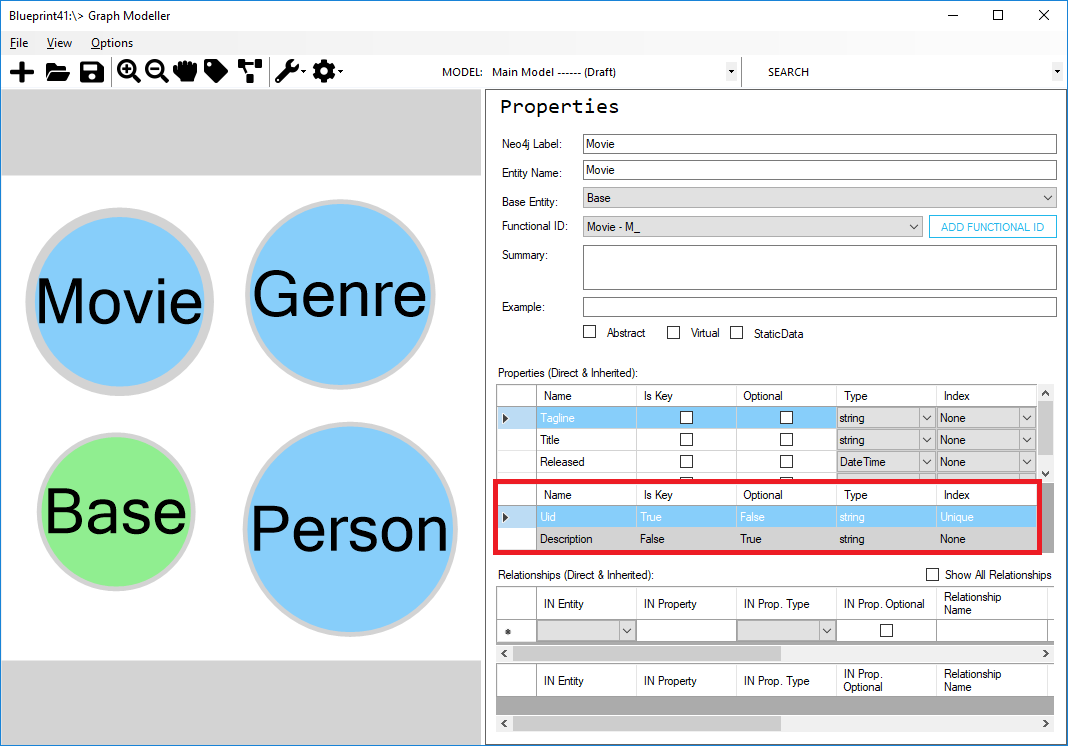 Blueprint41:\> Graph Modeller
File View Options
MODEL: Main Model ------ (Draft) SEARCH
Properties
Neo4j Label: Movie
Entity Name: Movie
Base Entity: Base
Functional ID: Movie - M_ ADD FUNCTIONAL ID
Summary:
Example:
Abstract Virtual StaticData
Movie
Genre
Base
Person
Properties (Direct & Inherited):
Name Is Key Optional Type Index
Tagline string None
Title string None
Released DateTime None
Name Is Key Optional Type Index
Uid True False string Unique
Description False True string None
Relationships (Direct & Inherited): Show All Relationships
IN Entity IN Property IN Prop. Type IN Prop. Optional Relationship
Name
IN Entity IN Property IN Prop. Type IN Prop.
Optional Relationship
Name